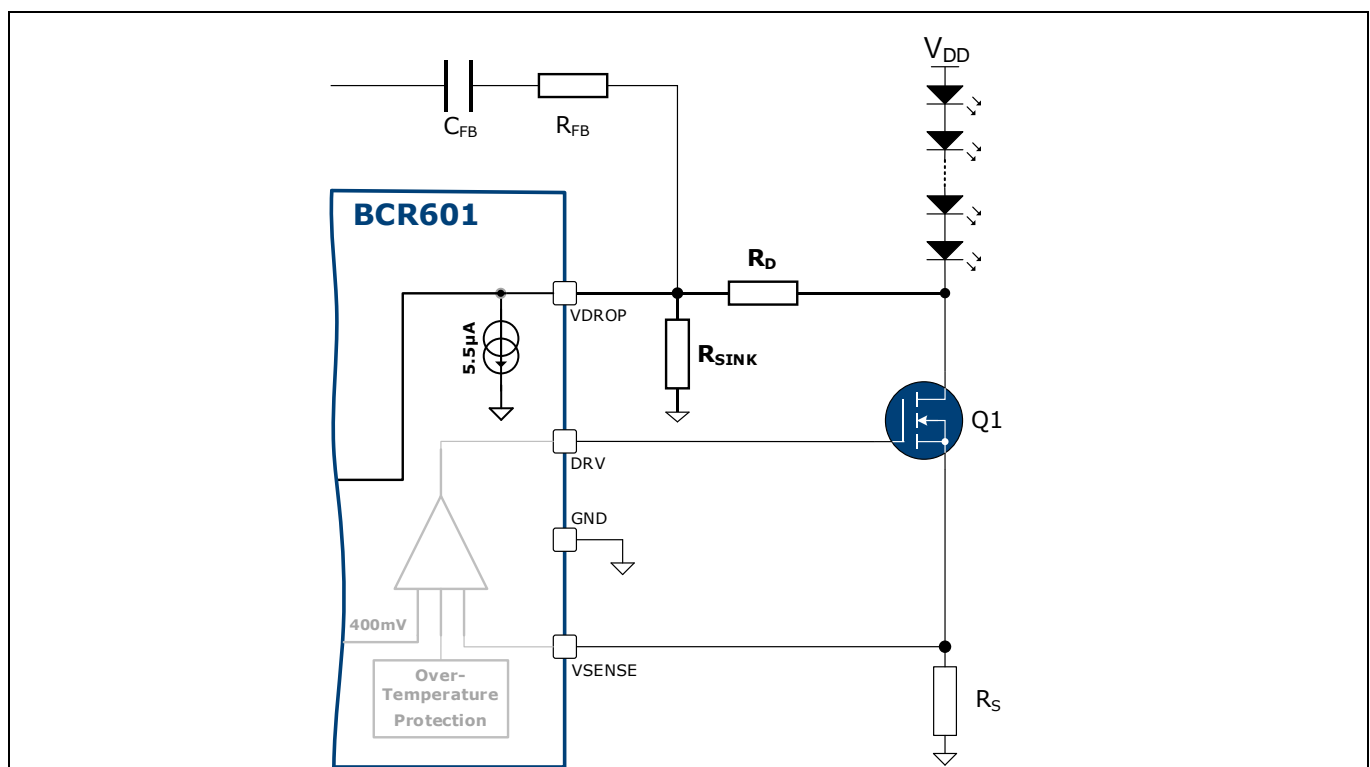 V_DD
C_FB
R_FB
BCR601
R_D
VDROP
5.5µA
R_SINK
Q1
DRV
GND
400mV
VSENSE
Over-
Temperature
Protection
R_S